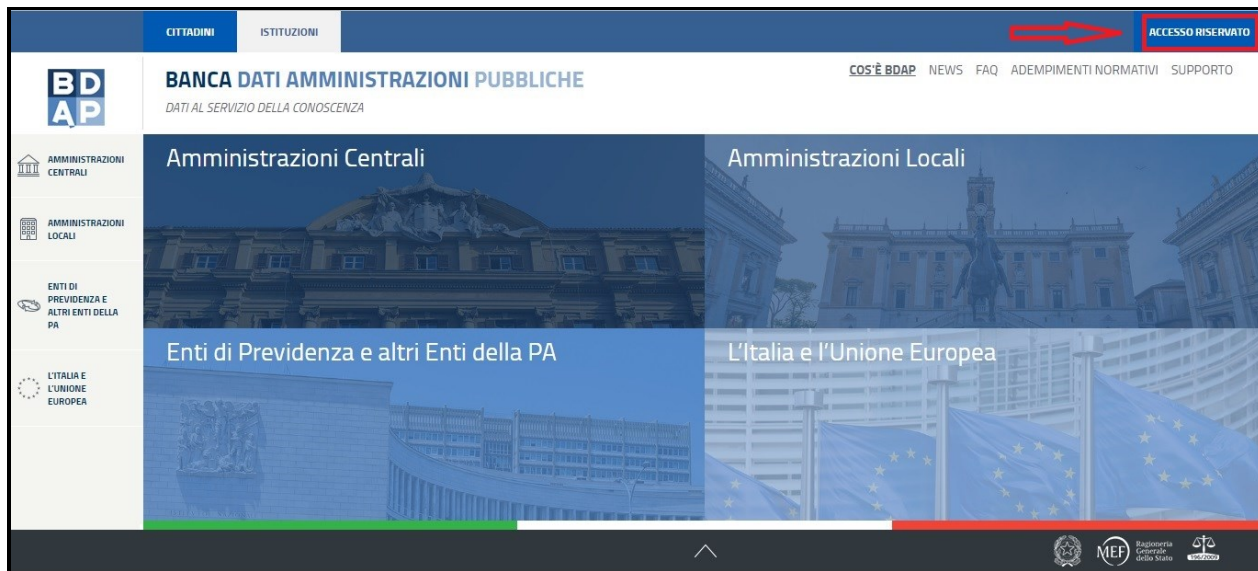 CITTADINI
ISTITUZIONI
ACCESSO RISERVATO
BD
AP
BANCA DATI AMMINISTRAZIONI PUBBLICHE
DATI AL SERVIZIO DELLA CONOSCENZA
COS'È BDAP
NEWS
FAQ
ADEMPIMENTI NORMATIVI
SUPPORTO
AMMINISTRAZIONI
CENTRALI
AMMINISTRAZIONI
LOCALI
ENTI DI
PREVIDENZA E
ALTRI ENTI DELLA
PA
L'ITALIA E
L'UNIONE
EUROPEA
Amministrazioni Centrali
Amministrazioni Locali
Enti di Previdenza e altri Enti della PA
L'Italia e l'Unione Europea
MEF
Ragioneria
Generale
dello Stato
196/2009